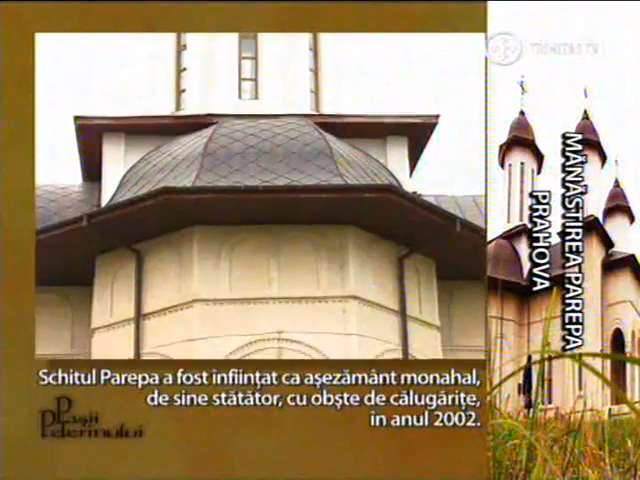 TRINITAS TV
MĂNĂSTIREA PAREPA
PRAHOVA
Schitul Parepa a fost înființat ca așezământ monahal,
de sine stătător, cu obște de călugărițe,
în anul 2002.
Pașii
Pelerinului